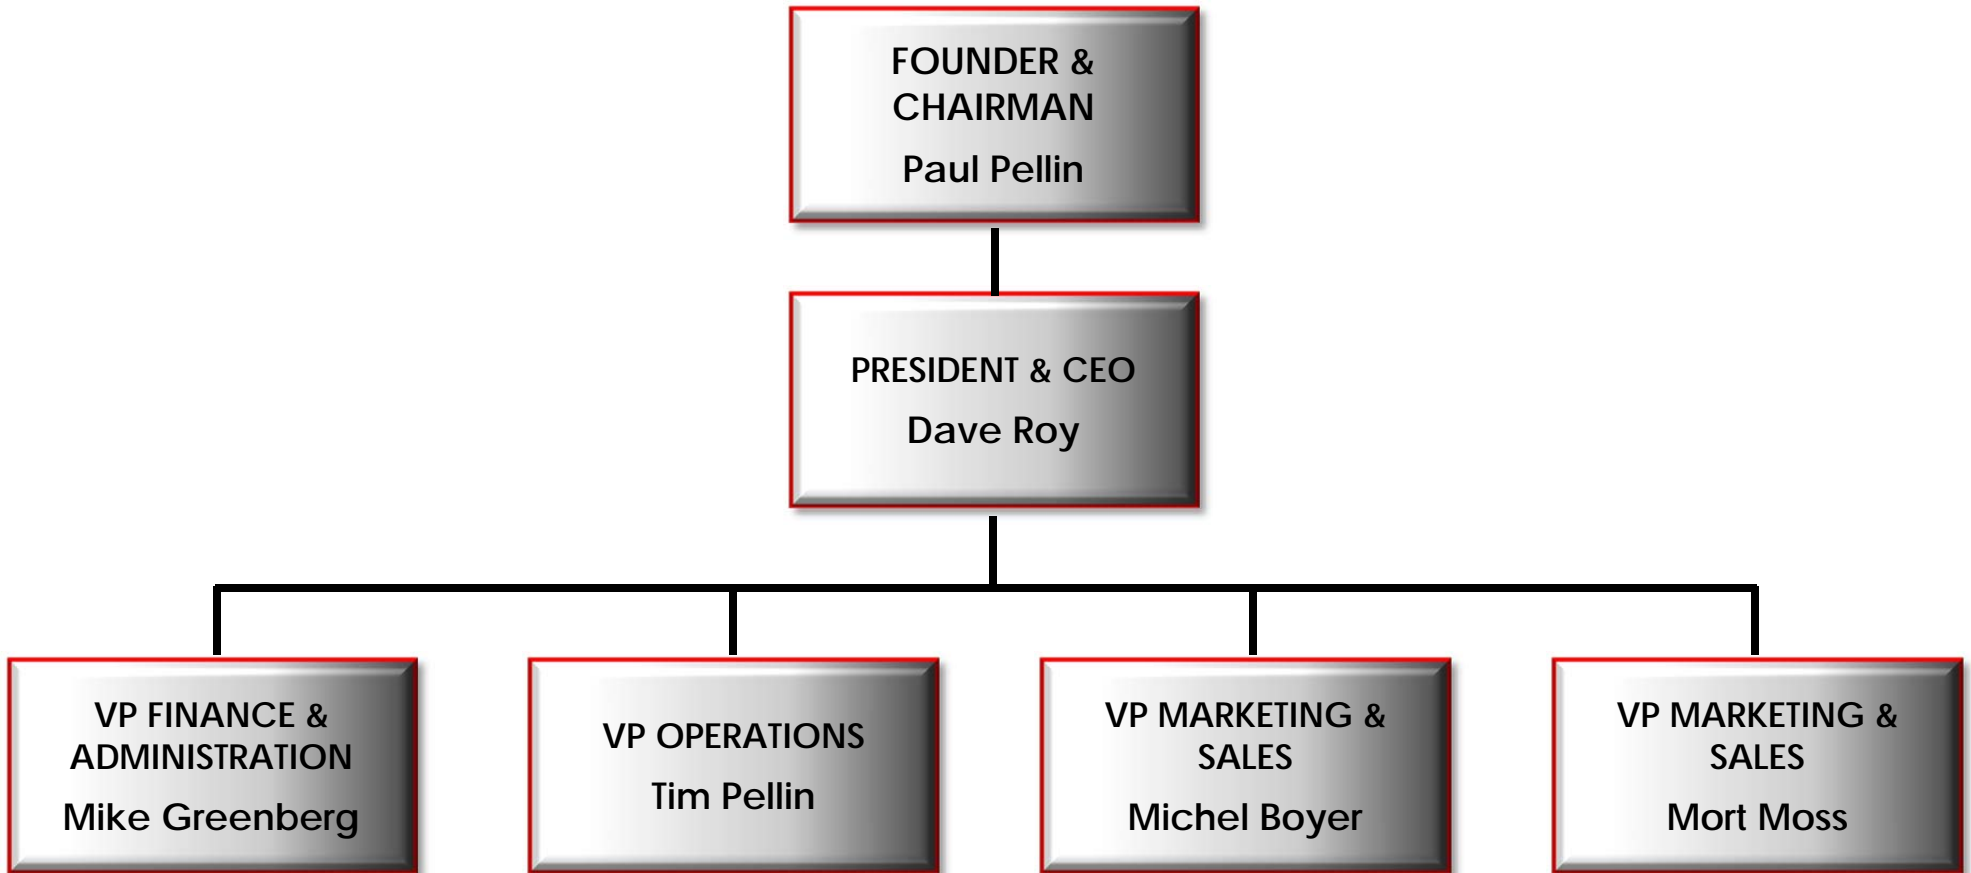 FOUNDER &
CHAIRMAN
Paul Pellin
PRESIDENT & CEO
Dave Roy
VP FINANCE &
ADMINISTRATION
Mike Greenberg
VP OPERATIONS
Tim Pellin
VP MARKETING &
SALES
Michel Boyer
VP MARKETING &
SALES
Mort Moss